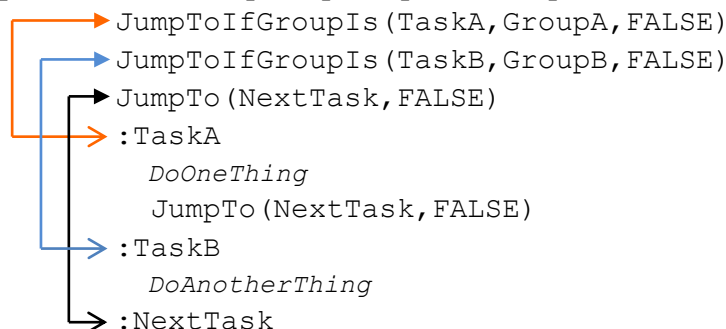 JumpToIfGroupIs(TaskA,GroupA,FALSE)
JumpToIfGroupIs(TaskB,GroupB,FALSE)
JumpTo(NextTask,FALSE)
:TaskA
DoOneThing
JumpTo(NextTask,FALSE)
:TaskB
DoAnotherThing
:NextTask